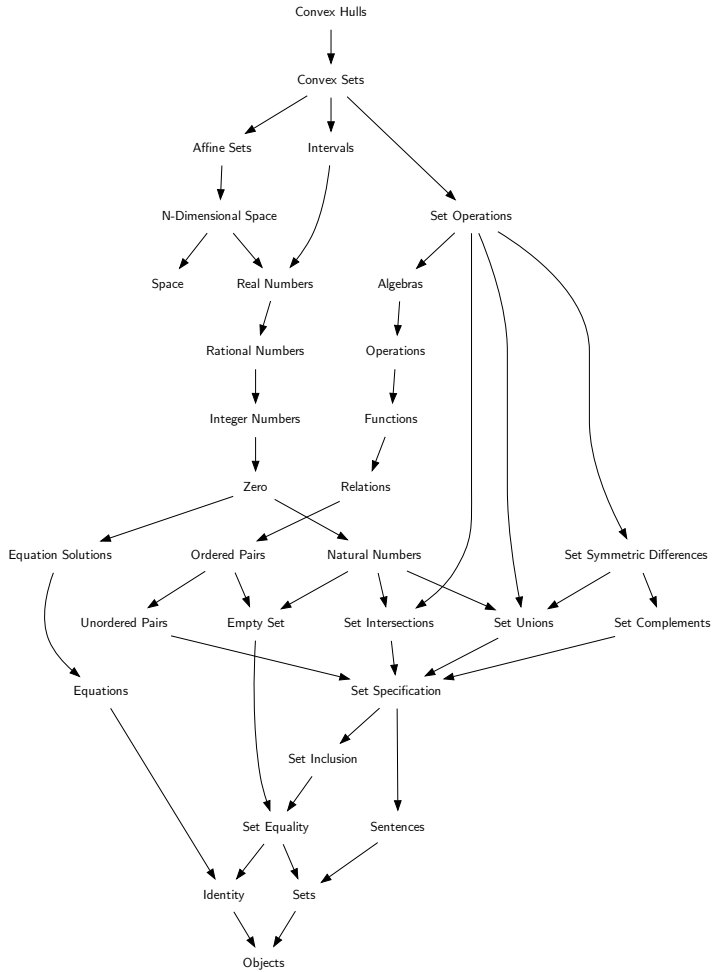 Convex Hulls
Convex Sets
Affine Sets
Intervals
N-Dimensional Space
Set Operations
Space
Real Numbers
Algebras
Rational Numbers
Operations
Integer Numbers
Functions
Zero
Relations
Equation Solutions
Ordered Pairs
Natural Numbers
Set Symmetric Differences
Unordered Pairs
Empty Set
Set Intersections
Set Unions
Set Complements
Equations
Set Specification
Set Inclusion
Set Equality
Sentences
Identity
Sets
Objects